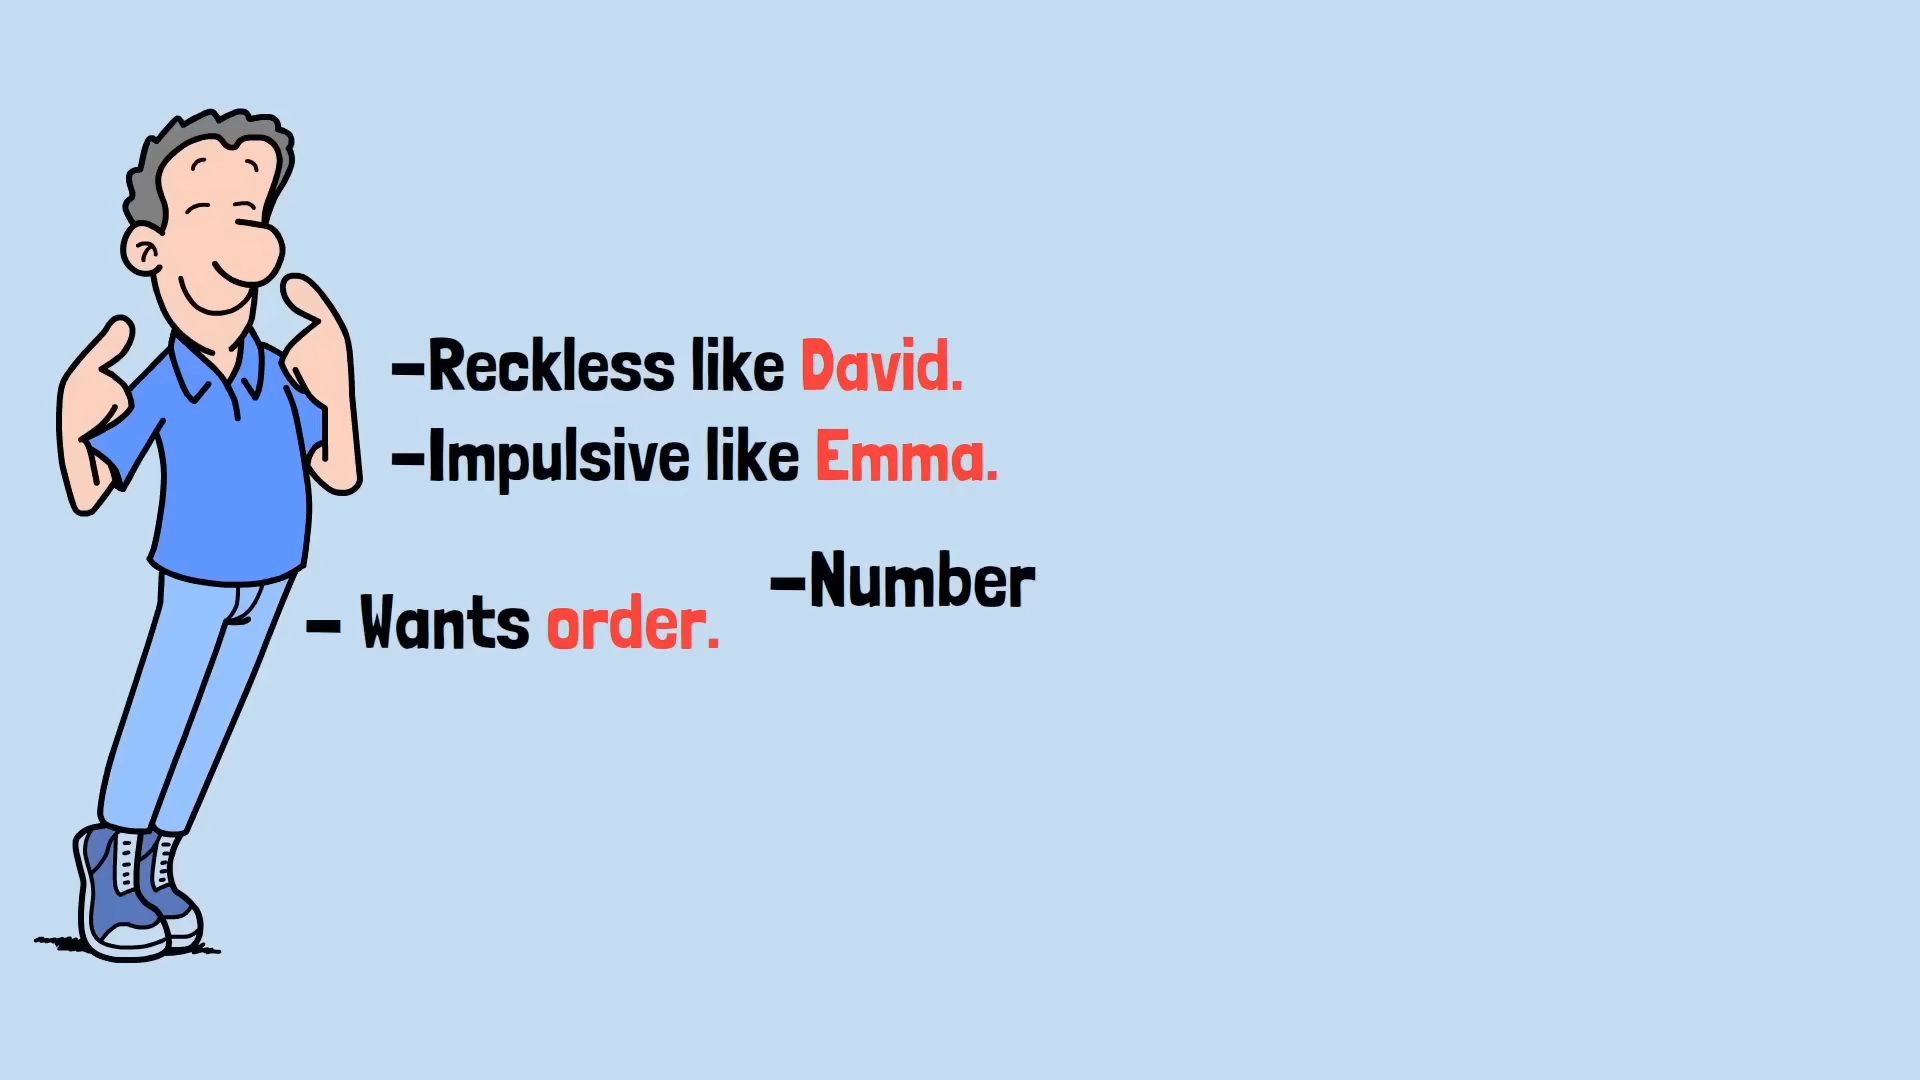 -Reckless like David.
-Impulsive like Emma.
-Number
- Wants order.